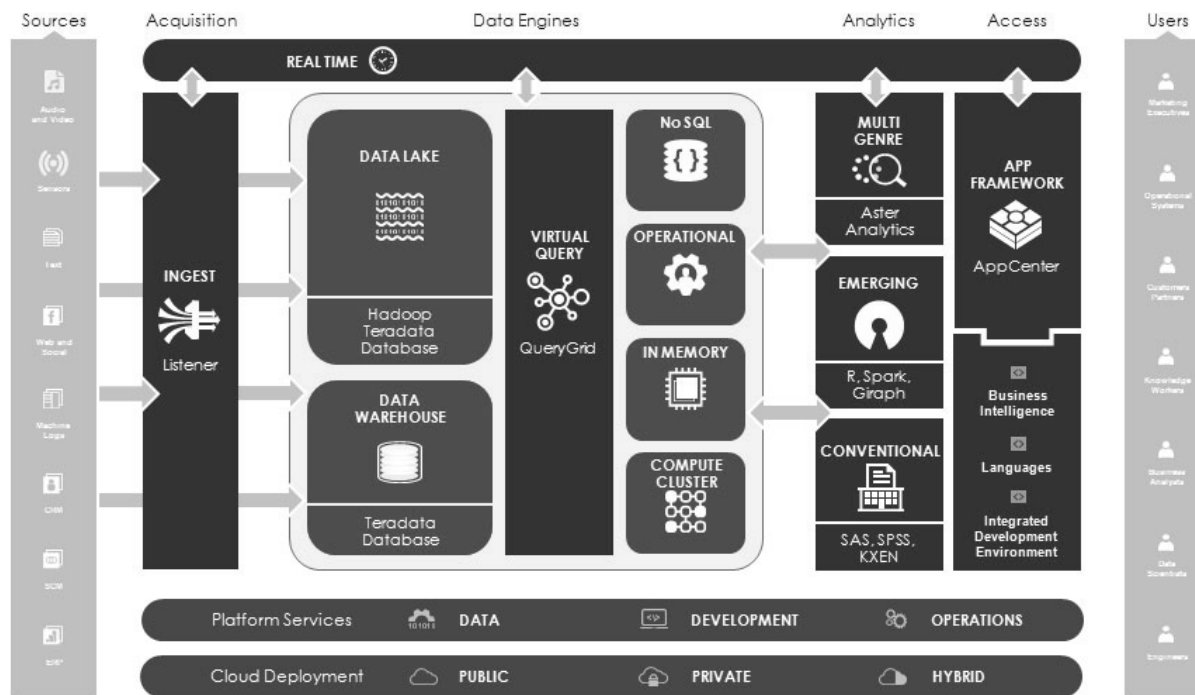 Sources
Acquisition
Data Engines
Analytics
Access
Users
REAL TIME
Audio
and Video
Sensors
Text
Web and
Social
Machine
Logs
CRM
SCM
ERP
INGEST
Listener
DATA LAKE
Hadoop
Teradata
Database
DATA
WAREHOUSE
Teradata
Database
VIRTUAL
QUERY
QueryGrid
No SQL
OPERATIONAL
IN MEMORY
COMPUTE
CLUSTER
MULTI
GENRE
Aster
Analytics
EMERGING
R, Spark,
Giraph
CONVENTIONAL
SAS, SPSS,
KXEN
APP
FRAMEWORK
AppCenter
Business
Intelligence
Languages
Integrated
Development
Environment
Marketing
Executives
Operational
Systems
Customers
Partners
Knowledge
Workers
Business
Analysts
Data
Scientists
Engineers
Platform Services
DATA
DEVELOPMENT
OPERATIONS
Cloud Deployment
PUBLIC
PRIVATE
HYBRID